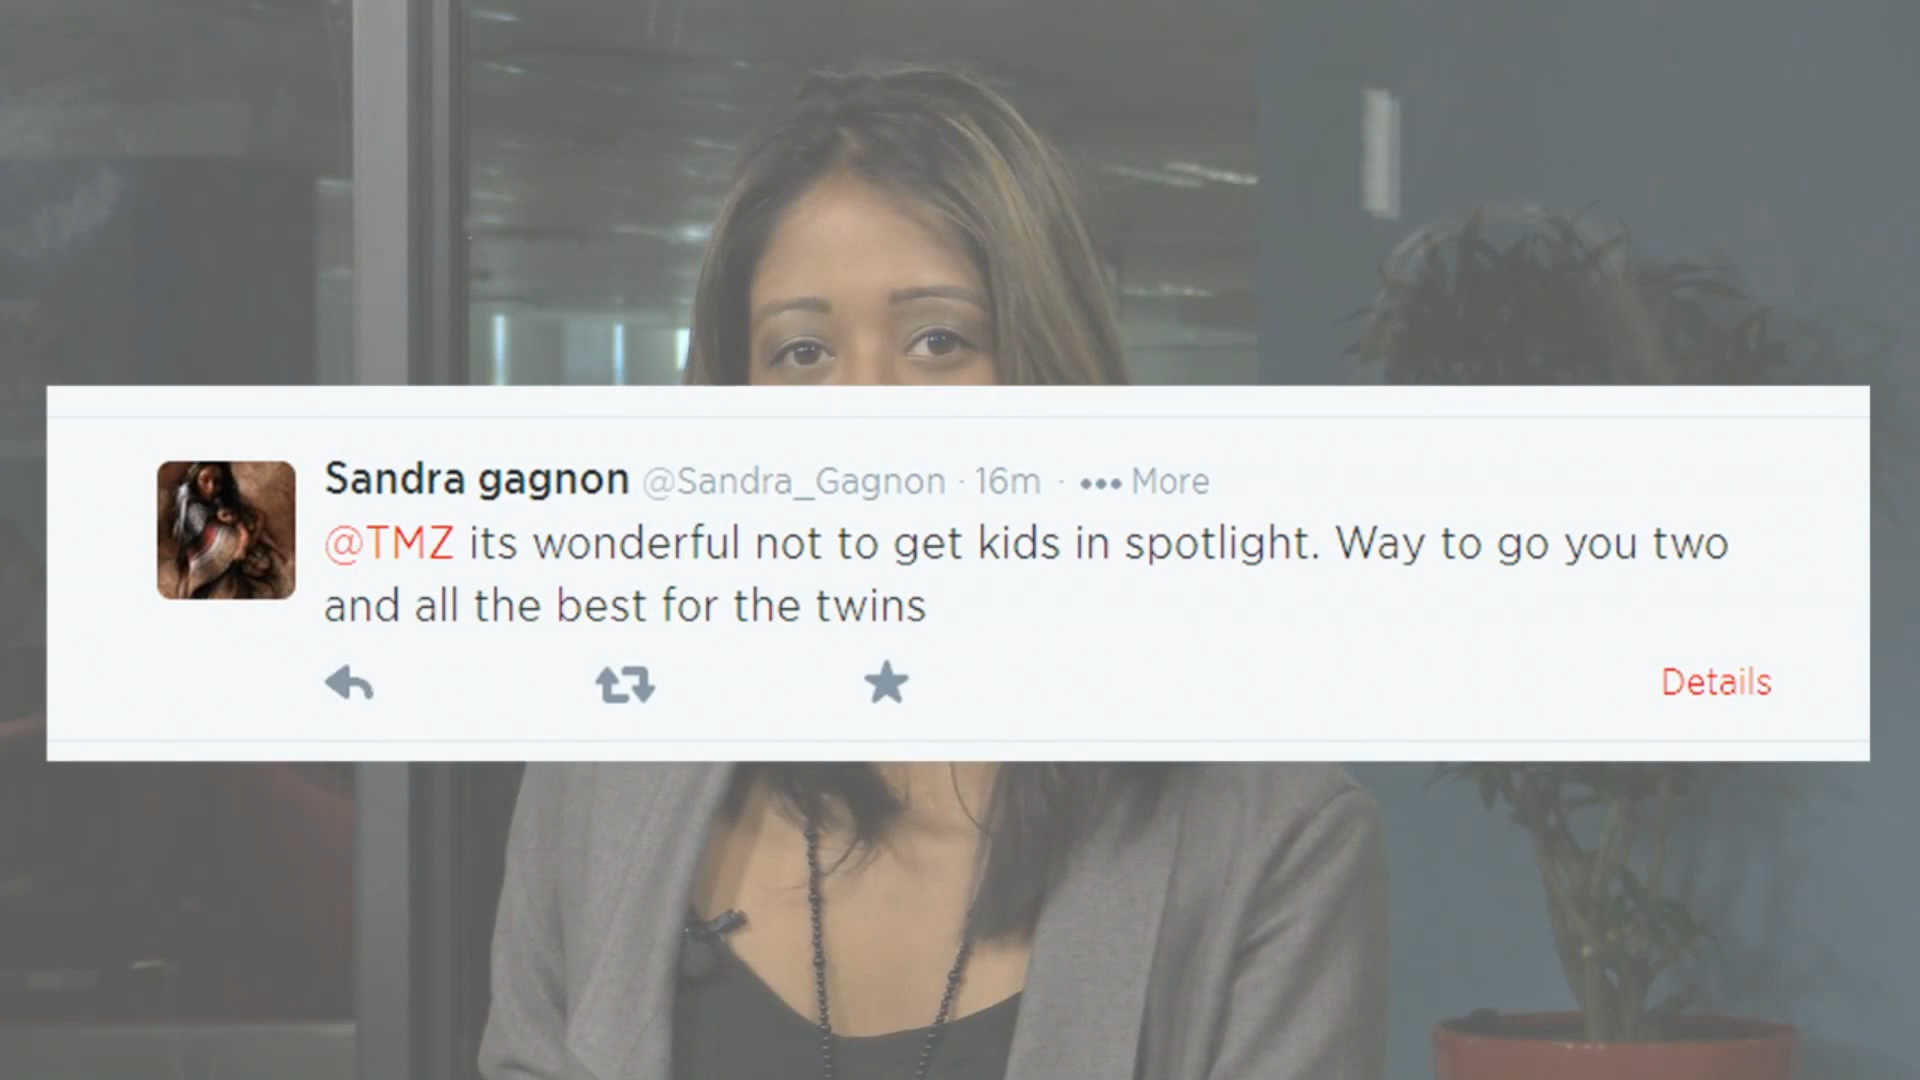 Sandra gagnon @Sandra_Gagnon · 16m · ••• More
@TMZ its wonderful not to get kids in spotlight. Way to go you two
and all the best for the twins
Details